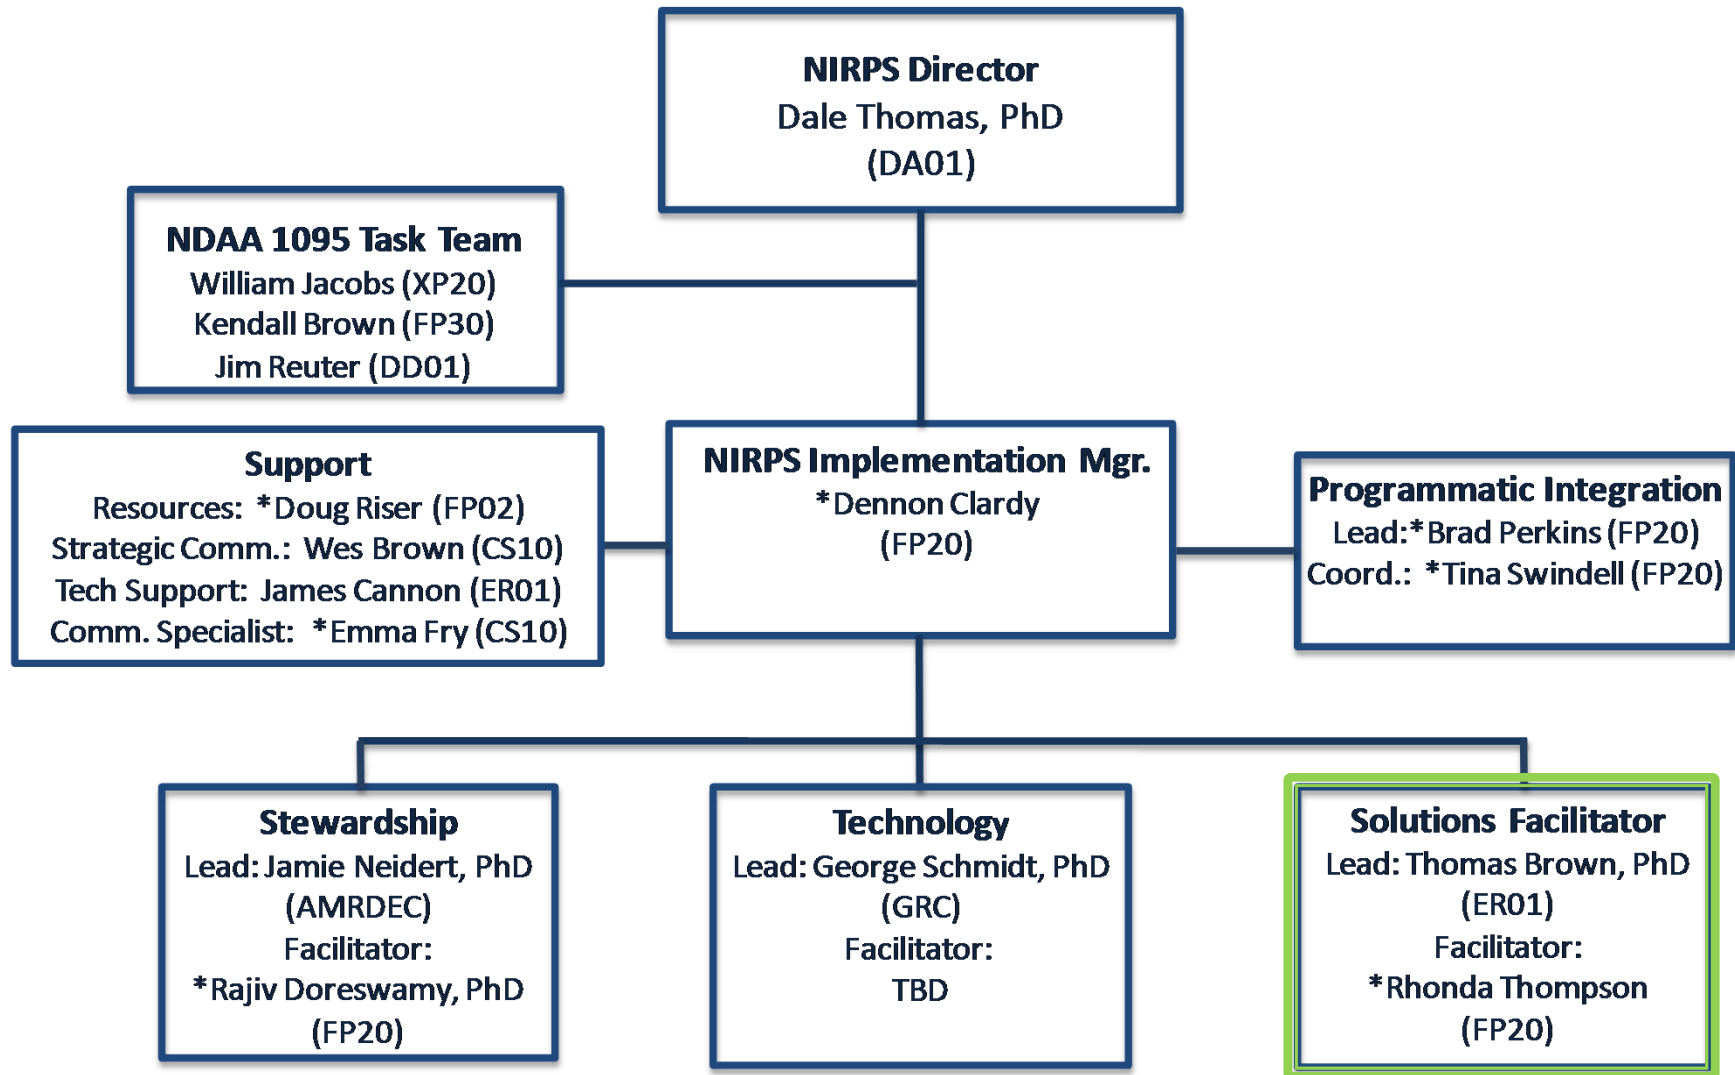 NIRPS Director
Dale Thomas, PhD
(DA01)
NDAA 1095 Task Team
William Jacobs (XP20)
Kendall Brown (FP30)
Jim Reuter (DD01)
Support
Resources: *Doug Riser (FP02)
Strategic Comm.: Wes Brown (CS10)
Tech Support: James Cannon (ER01)
Comm. Specialist: *Emma Fry (CS10)
NIRPS Implementation Mgr.
*Dennon Clardy
(FP20)
Programmatic Integration
Lead:*Brad Perkins (FP20)
Coord.: *Tina Swindell (FP20)
Stewardship
Lead: Jamie Neidert, PhD
(AMRDEC)
Facilitator:
*Rajiv Doreswamy, PhD
(FP20)
Technology
Lead: George Schmidt, PhD
(GRC)
Facilitator:
TBD
Solutions Facilitator
Lead: Thomas Brown, PhD
(ER01)
Facilitator:
*Rhonda Thompson
(FP20)